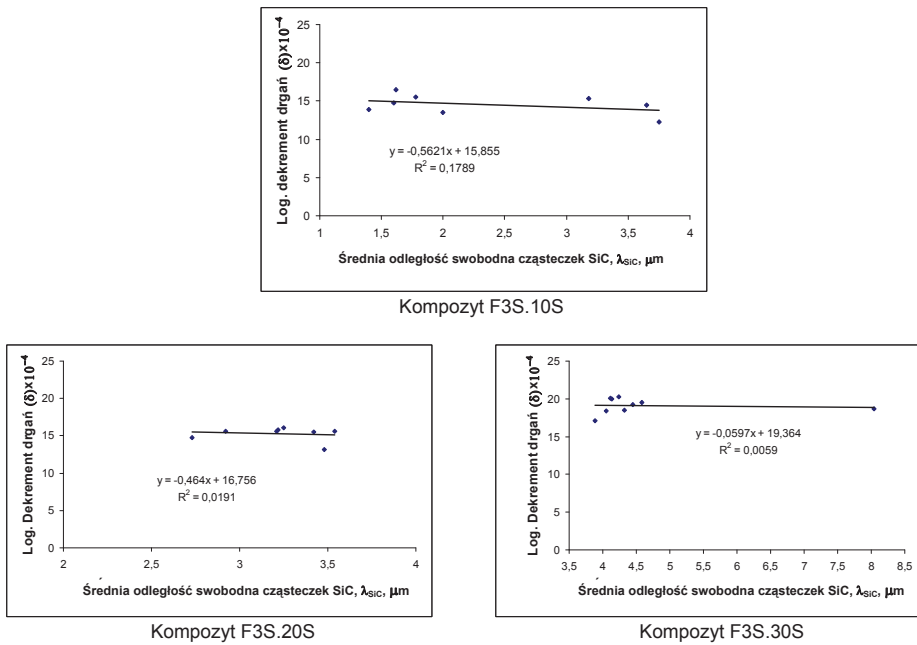 Log. dekrement drgań (δ)×10⁻⁴
25
20
15
10
5
0
y = -0,5621x + 15,855
R² = 0,1789
1 1,5 2 2,5 3 3,5 4
Średnia odległość swobodna cząsteczek SiC, λSiC, μm
Kompozyt F3S.10S
Log. Dekrement drgań (δ)×10⁻⁴
25
20
15
10
5
0
y = -0,464x + 16,756
R² = 0,0191
2 2,5 3 3,5 4
Średnia odległość swobodna cząsteczek SiC, λSiC, μm
Kompozyt F3S.20S
Log. Dekrement drgań (δ)×10⁻⁴
25
20
15
10
5
0
y = -0,0597x + 19,364
R² = 0,0059
3,5 4 4,5 5 5,5 6 6,5 7 7,5 8 8,5
Średnia odległość swobodna cząsteczek SiC, λSiC, μm
Kompozyt F3S.30S